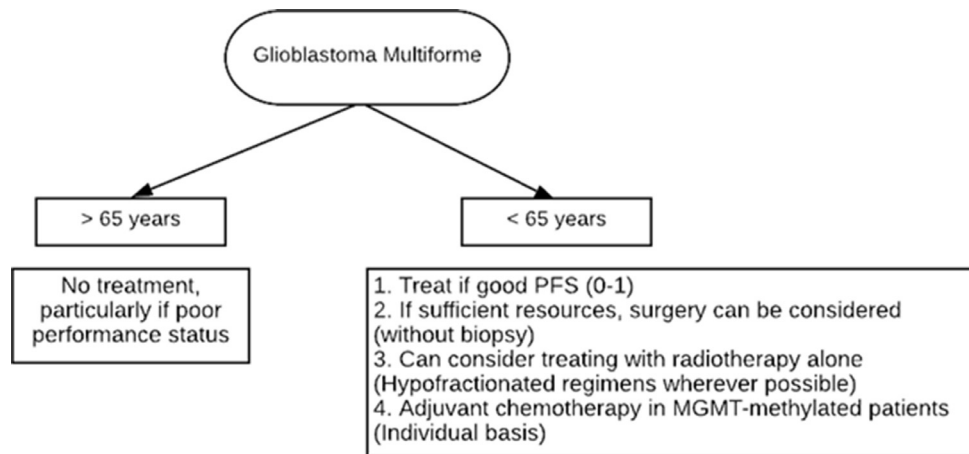 Glioblastoma Multiforme
> 65 years
< 65 years
No treatment,
particularly if poor
performance status
1. Treat if good PFS (0-1)
2. If sufficient resources, surgery can be considered
(without biopsy)
3. Can consider treating with radiotherapy alone
(Hypofractionated regimens wherever possible)
4. Adjuvant chemotherapy in MGMT-methylated patients
(Individual basis)